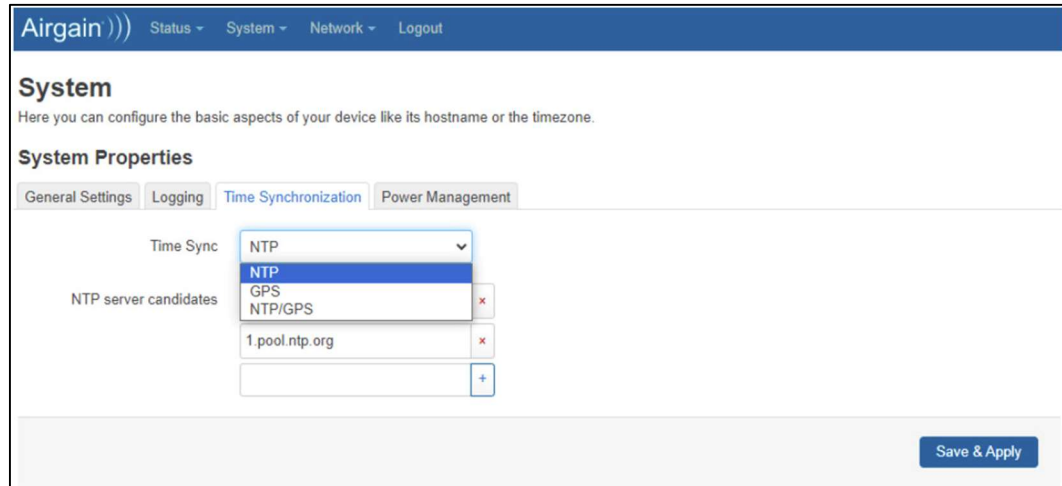 Airgain))) Status System Network Logout
System
Here you can configure the basic aspects of your device like its hostname or the timezone.
System Properties
General Settings Logging Time Synchronization Power Management
Time Sync NTP
NTP
GPS
NTP/GPS
NTP server candidates ×
1.pool.ntp.org ×
+
Save & Apply